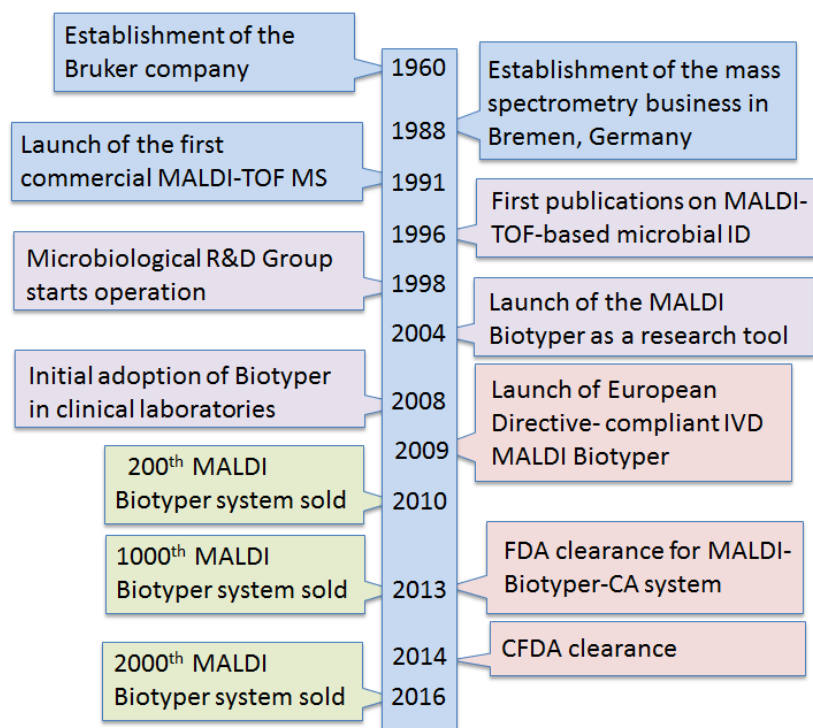 Establishment of the
Bruker company
1960
Establishment of the mass
spectrometry business in
Bremen, Germany
1988
Launch of the first
commercial MALDI-TOF MS
1991
First publications on MALDI-
TOF-based microbial ID
1996
Microbiological R&D Group
starts operation
1998
Launch of the MALDI
Biotyper as a research tool
2004
Initial adoption of Biotyper
in clinical laboratories
2008
Launch of European
Directive- compliant IVD
MALDI Biotyper
2009
200th MALDI
Biotyper system sold
2010
1000th MALDI
Biotyper system sold
2013
FDA clearance for MALDI-
Biotyper-CA system
2014
CFDA clearance
2000th MALDI
Biotyper system sold
2016